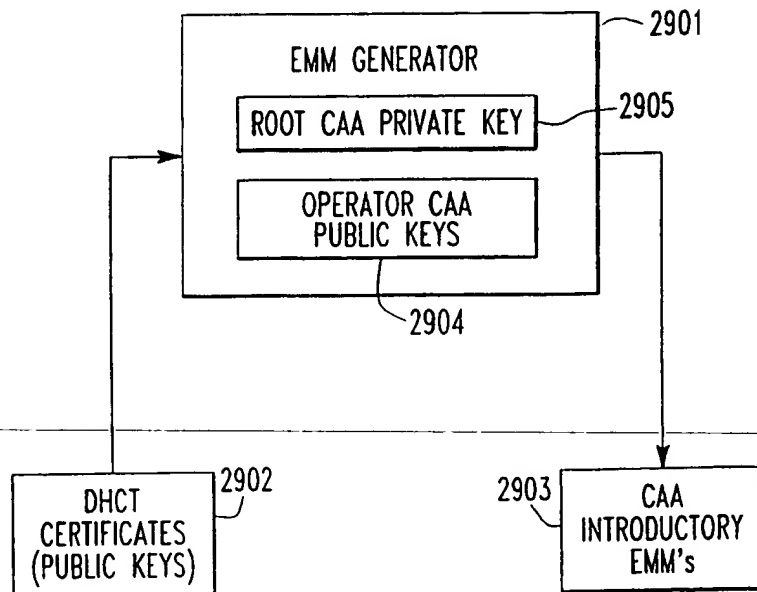 2901
EMM GENERATOR
ROOT CAA PRIVATE KEY
2905
OPERATOR CAA
PUBLIC KEYS
2904
DHCT
CERTIFICATES
(PUBLIC KEYS)
2902
2903
CAA
INTRODUCTORY
EMM's